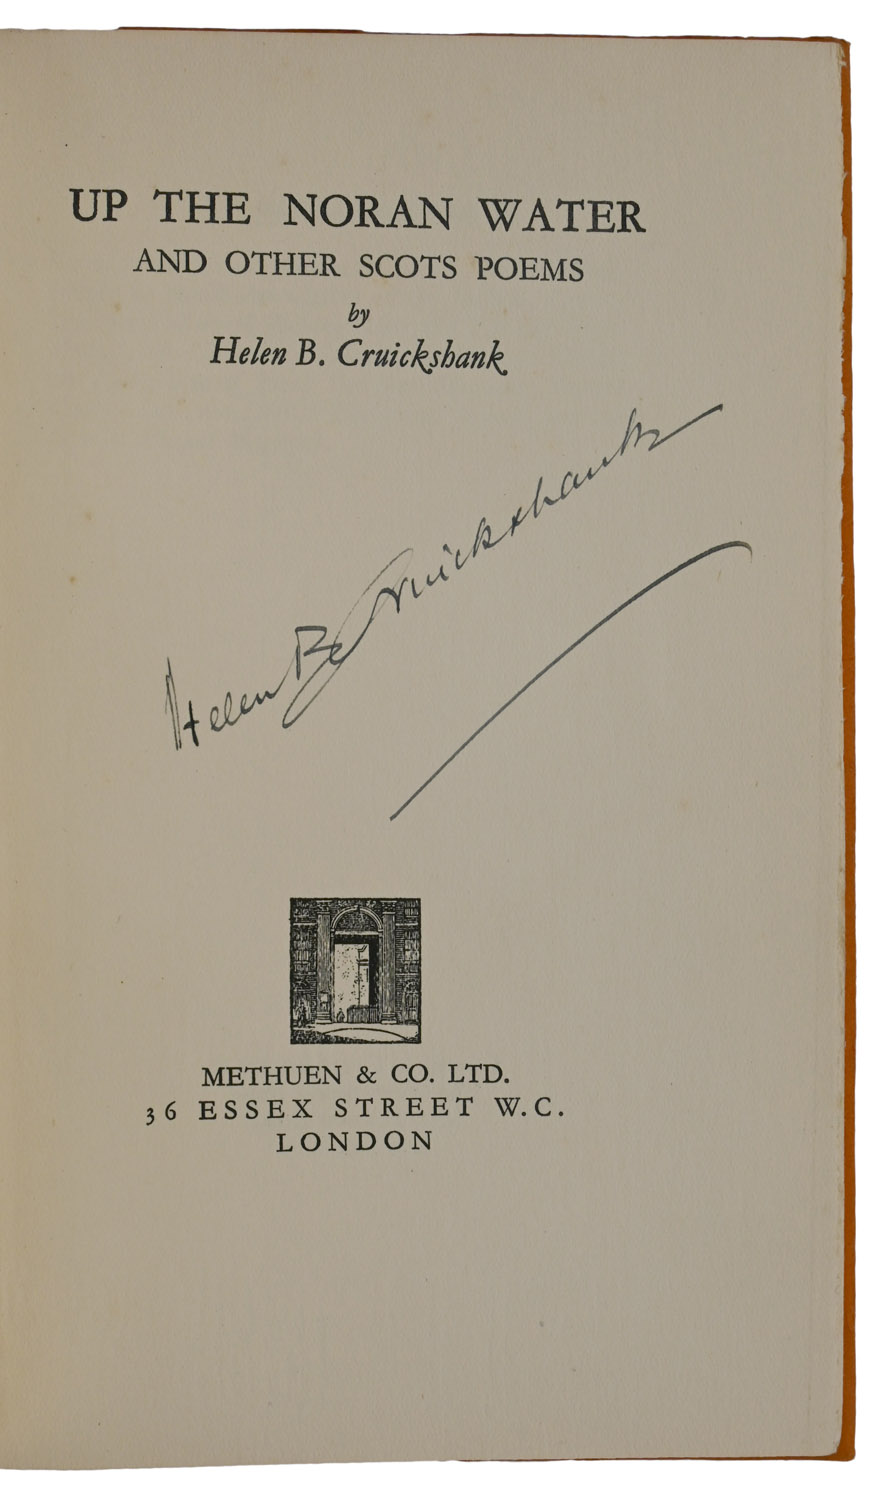 UP THE NORAN WATER
AND OTHER SCOTS POEMS
by
Helen B. Cruickshank
Helen B Cruickshank
METHUEN & CO. LTD.
36 ESSEX STREET W.C.
LONDON